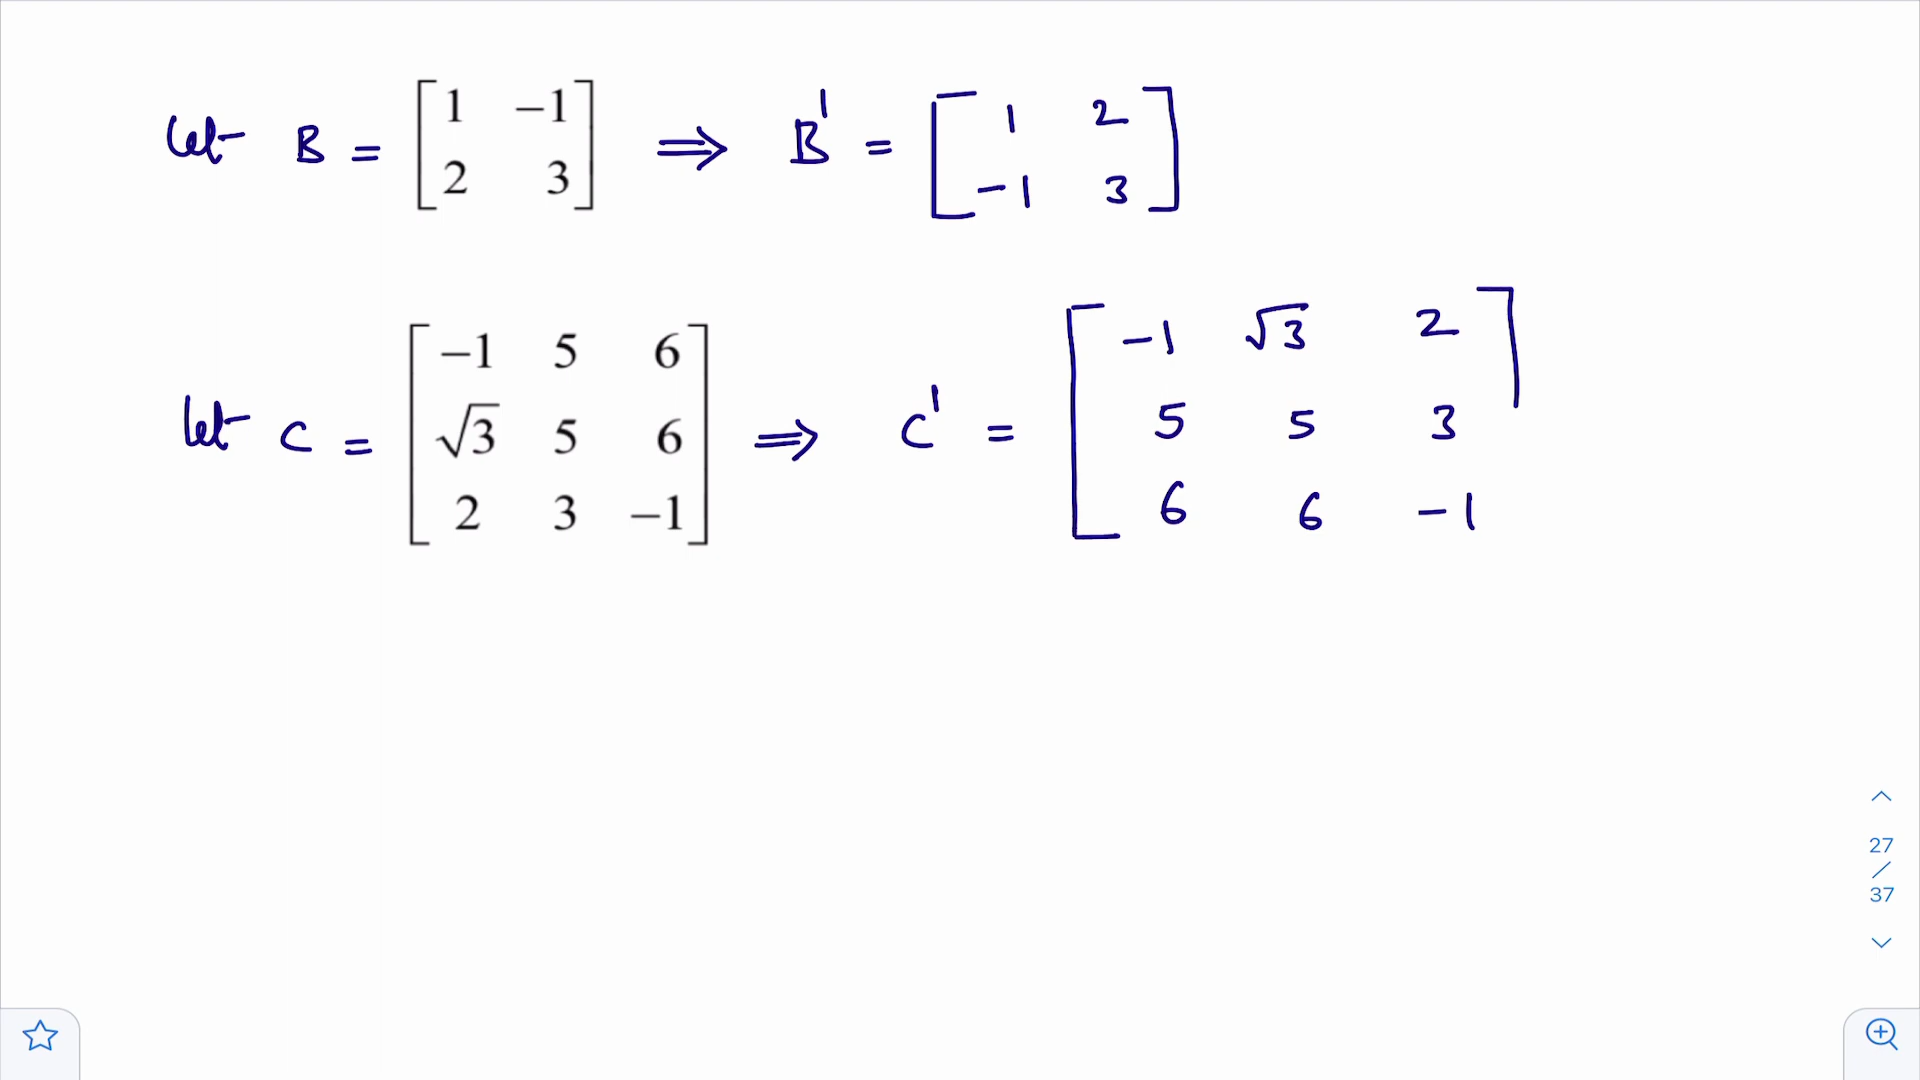 let B = [1 −1; 2 3] ⟹ B' = [1 2; −1 3]
let C = [−1 5 6; √3 5 6; 2 3 −1] ⟹ C' = [−1 √3 2; 5 5 3; 6 6 −1]
27
/
37